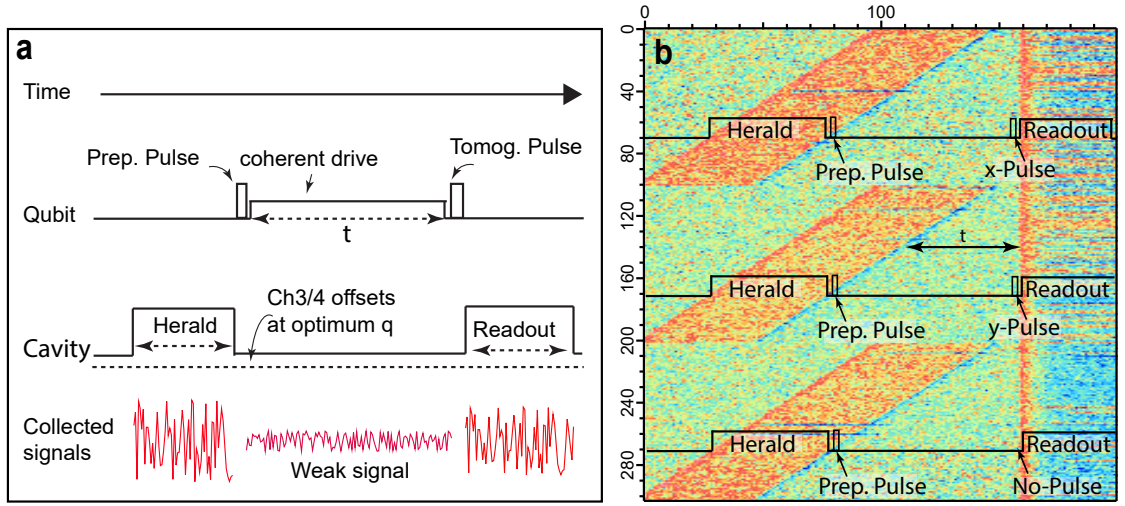 a
Time
Prep. Pulse
coherent drive
Tomog. Pulse
Qubit
t
Ch3/4 offsets
at optimum q
Herald
Readout
Cavity
Collected
signals
Weak signal
b
0 100
0
40
80
120
160
200
240
280
Herald
Readout
Prep. Pulse
x-Pulse
t
Herald
Readout
Prep. Pulse
y-Pulse
Herald
Readout
Prep. Pulse
No-Pulse